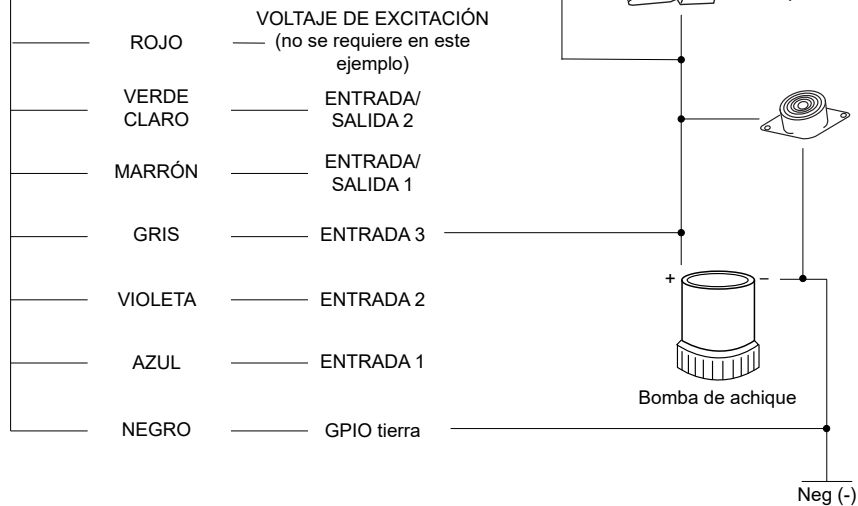 ROJO
VOLTAJE DE EXCITACIÓN
(no se requiere en este
ejemplo)
VERDE
CLARO
ENTRADA/
SALIDA 2
MARRÓN
ENTRADA/
SALIDA 1
GRIS
ENTRADA 3
VIOLETA
ENTRADA 2
AZUL
ENTRADA 1
NEGRO
GPIO tierra
+
−
Bomba de achique
Neg (-)